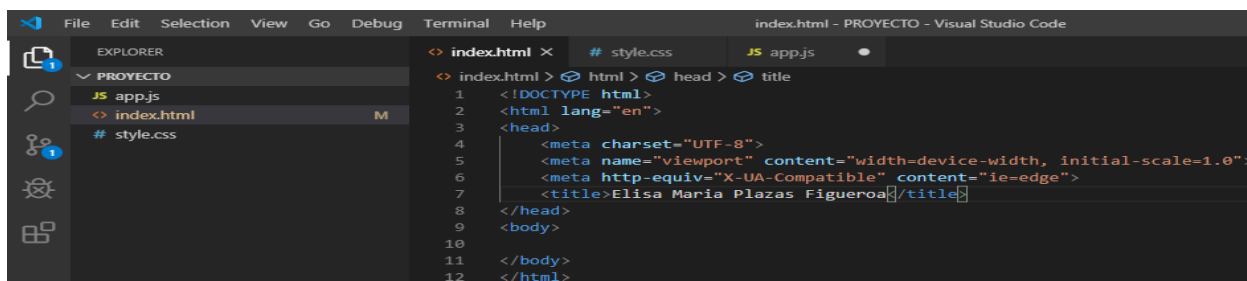 File Edit Selection View Go Debug Terminal Help index.html - PROYECTO - Visual Studio Code
EXPLORER
PROYECTO
JS app.js
<> index.html M
# style.css
1
1
<> index.html × # style.css JS app.js ●
<> index.html > html > head > title
1 <!DOCTYPE html>
2 <html lang="en">
3 <head>
4 <meta charset="UTF-8">
5 <meta name="viewport" content="width=device-width, initial-scale=1.0">
6 <meta http-equiv="X-UA-Compatible" content="ie=edge">
7 <title>Elisa Maria Plazas Figueroa</title>
8 </head>
9 <body>
10
11 </body>
12 </html>